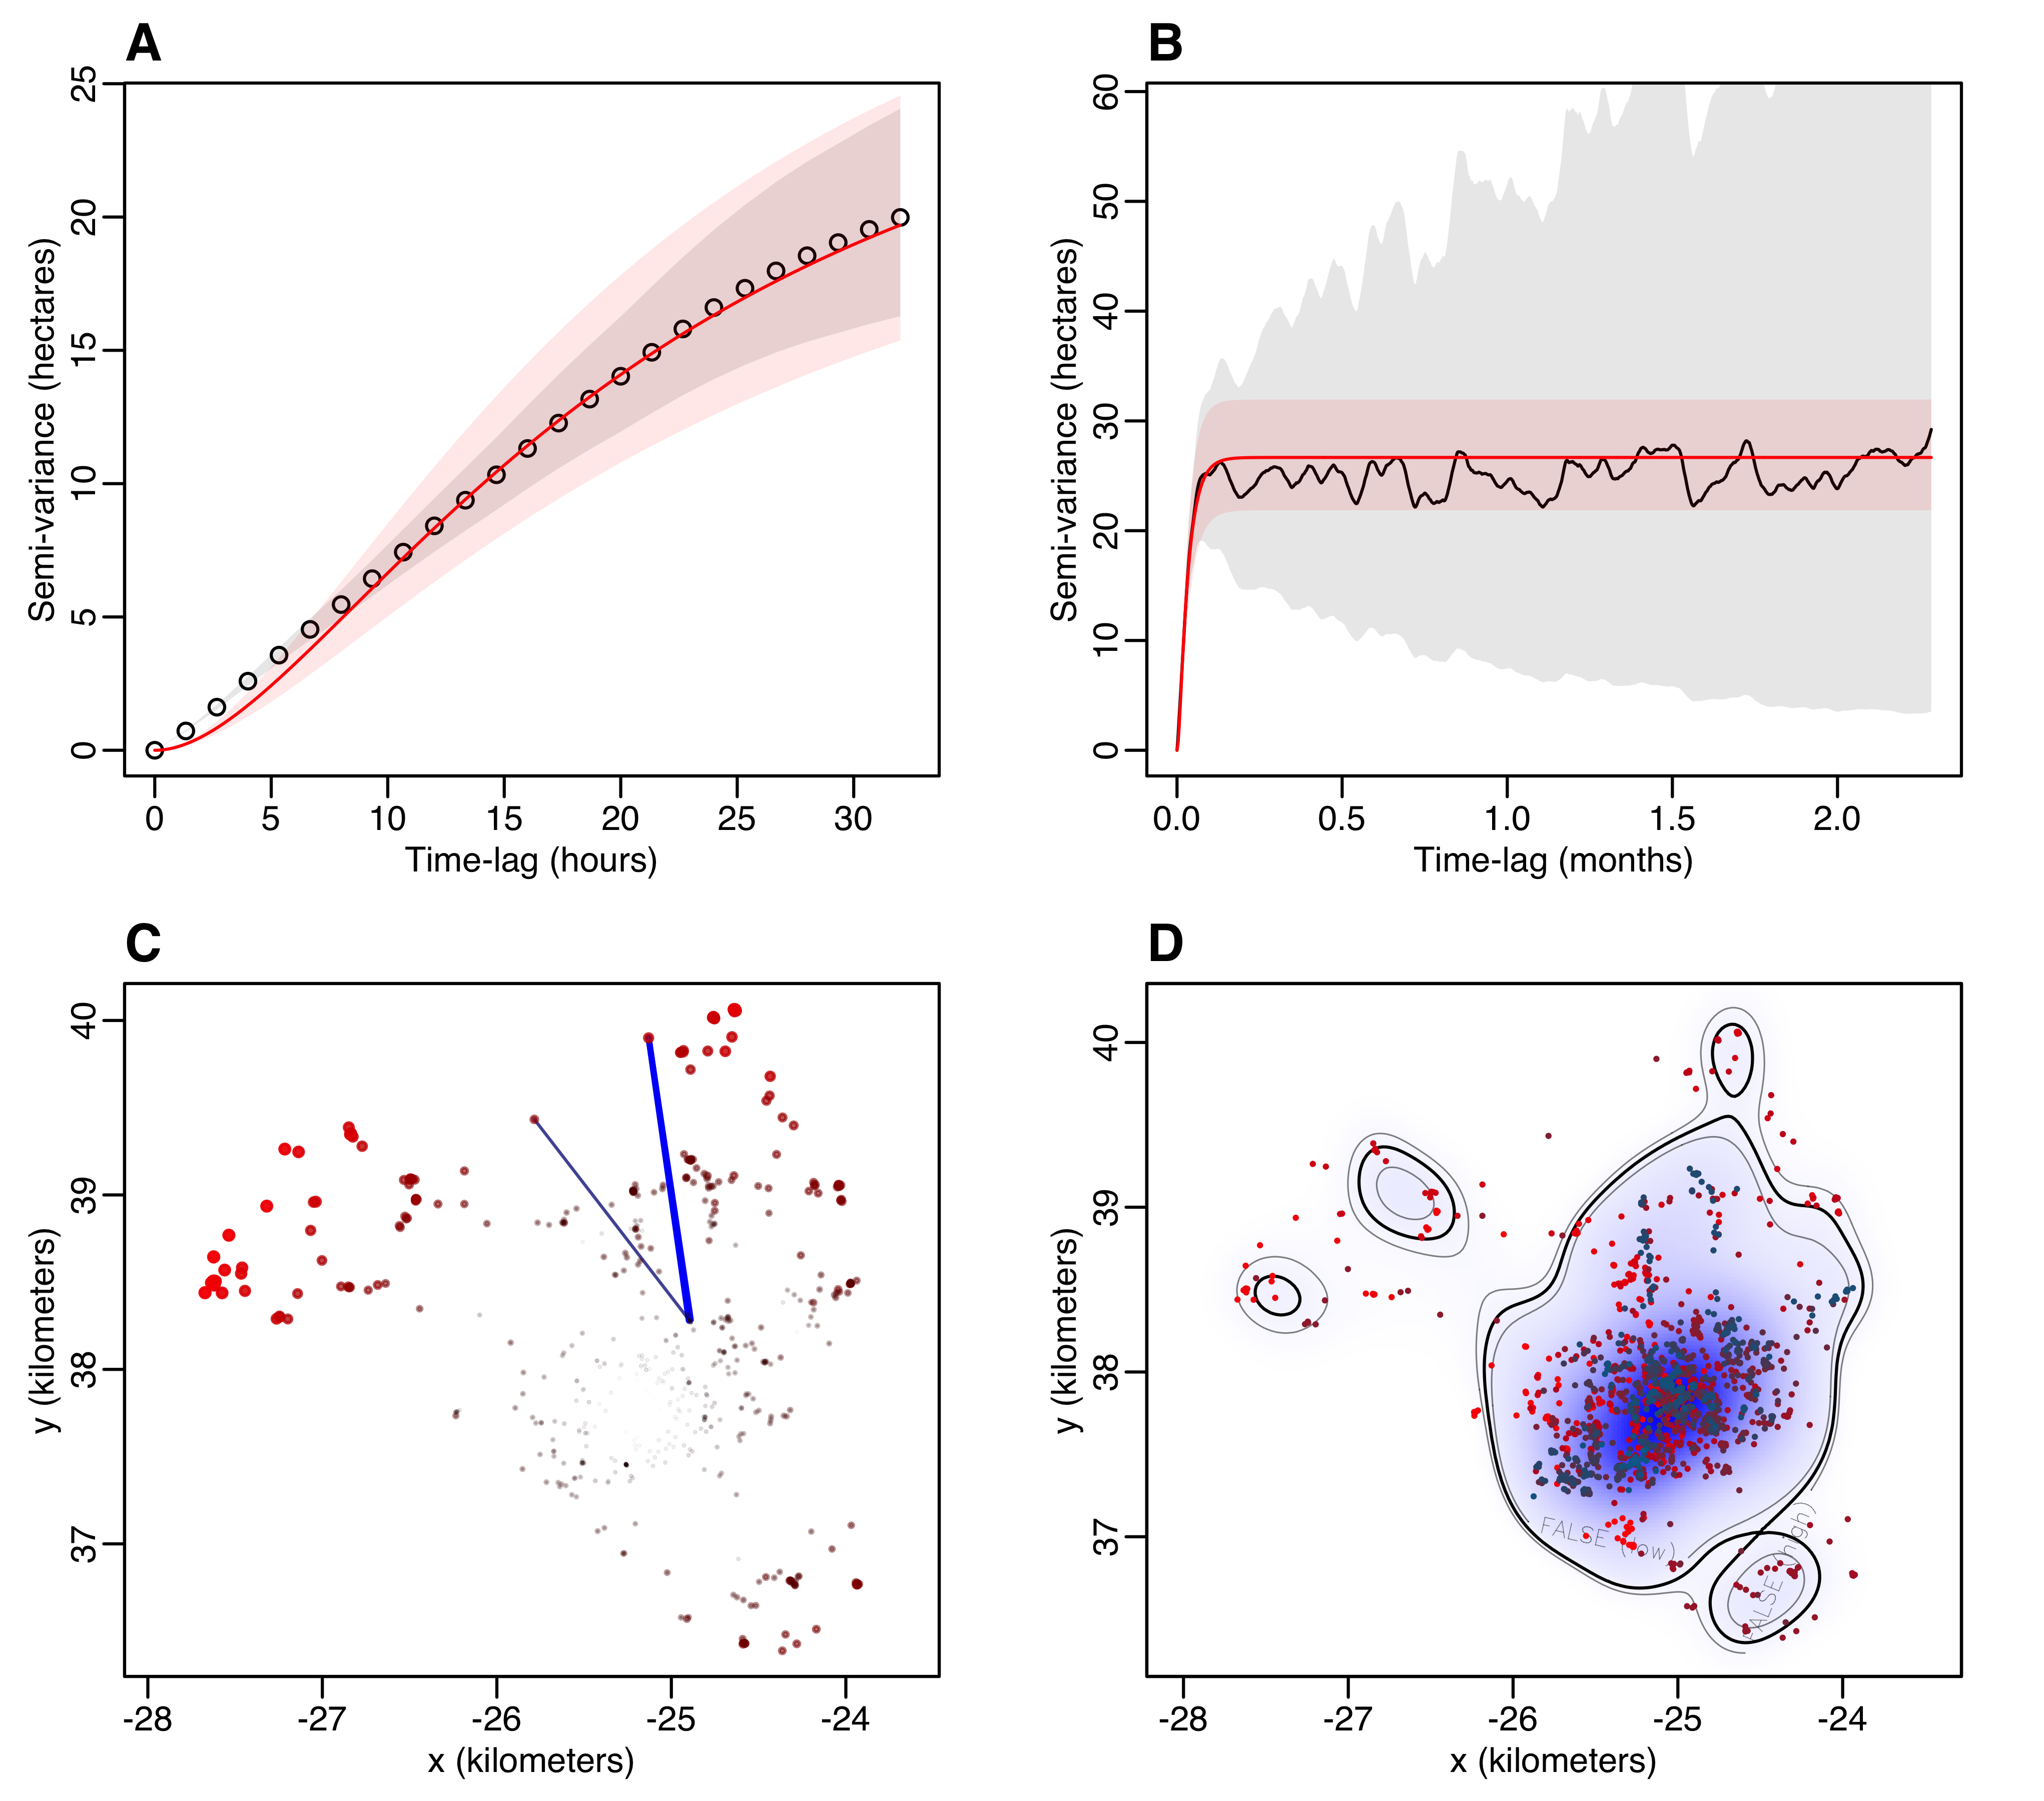 A
25
20
15
10
5
0
Semi-variance (hectares)
0 5 10 15 20 25 30
Time-lag (hours)
B
60
50
40
30
20
10
0
Semi-variance (hectares)
0.0 0.5 1.0 1.5 2.0
Time-lag (months)
C
40
39
38
37
y (kilometers)
-28 -27 -26 -25 -24
x (kilometers)
D
40
39
38
37
y (kilometers)
FALSE (low)
FALSE (high)
-28 -27 -26 -25 -24
x (kilometers)